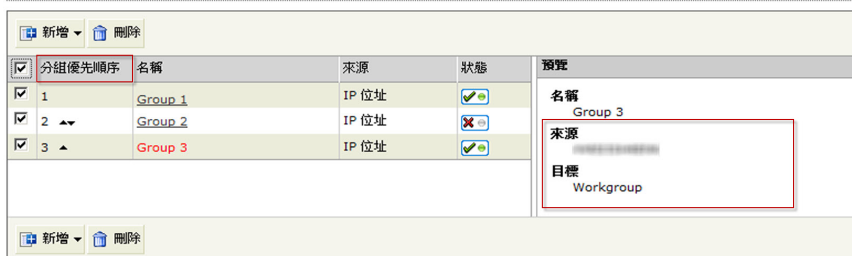 新增 刪除
分組優先順序 名稱 來源 狀態 預覽
1 Group 1 IP 位址
2 Group 2 IP 位址
3 Group 3 IP 位址
名稱
Group 3
來源
目標
Workgroup
新增 刪除